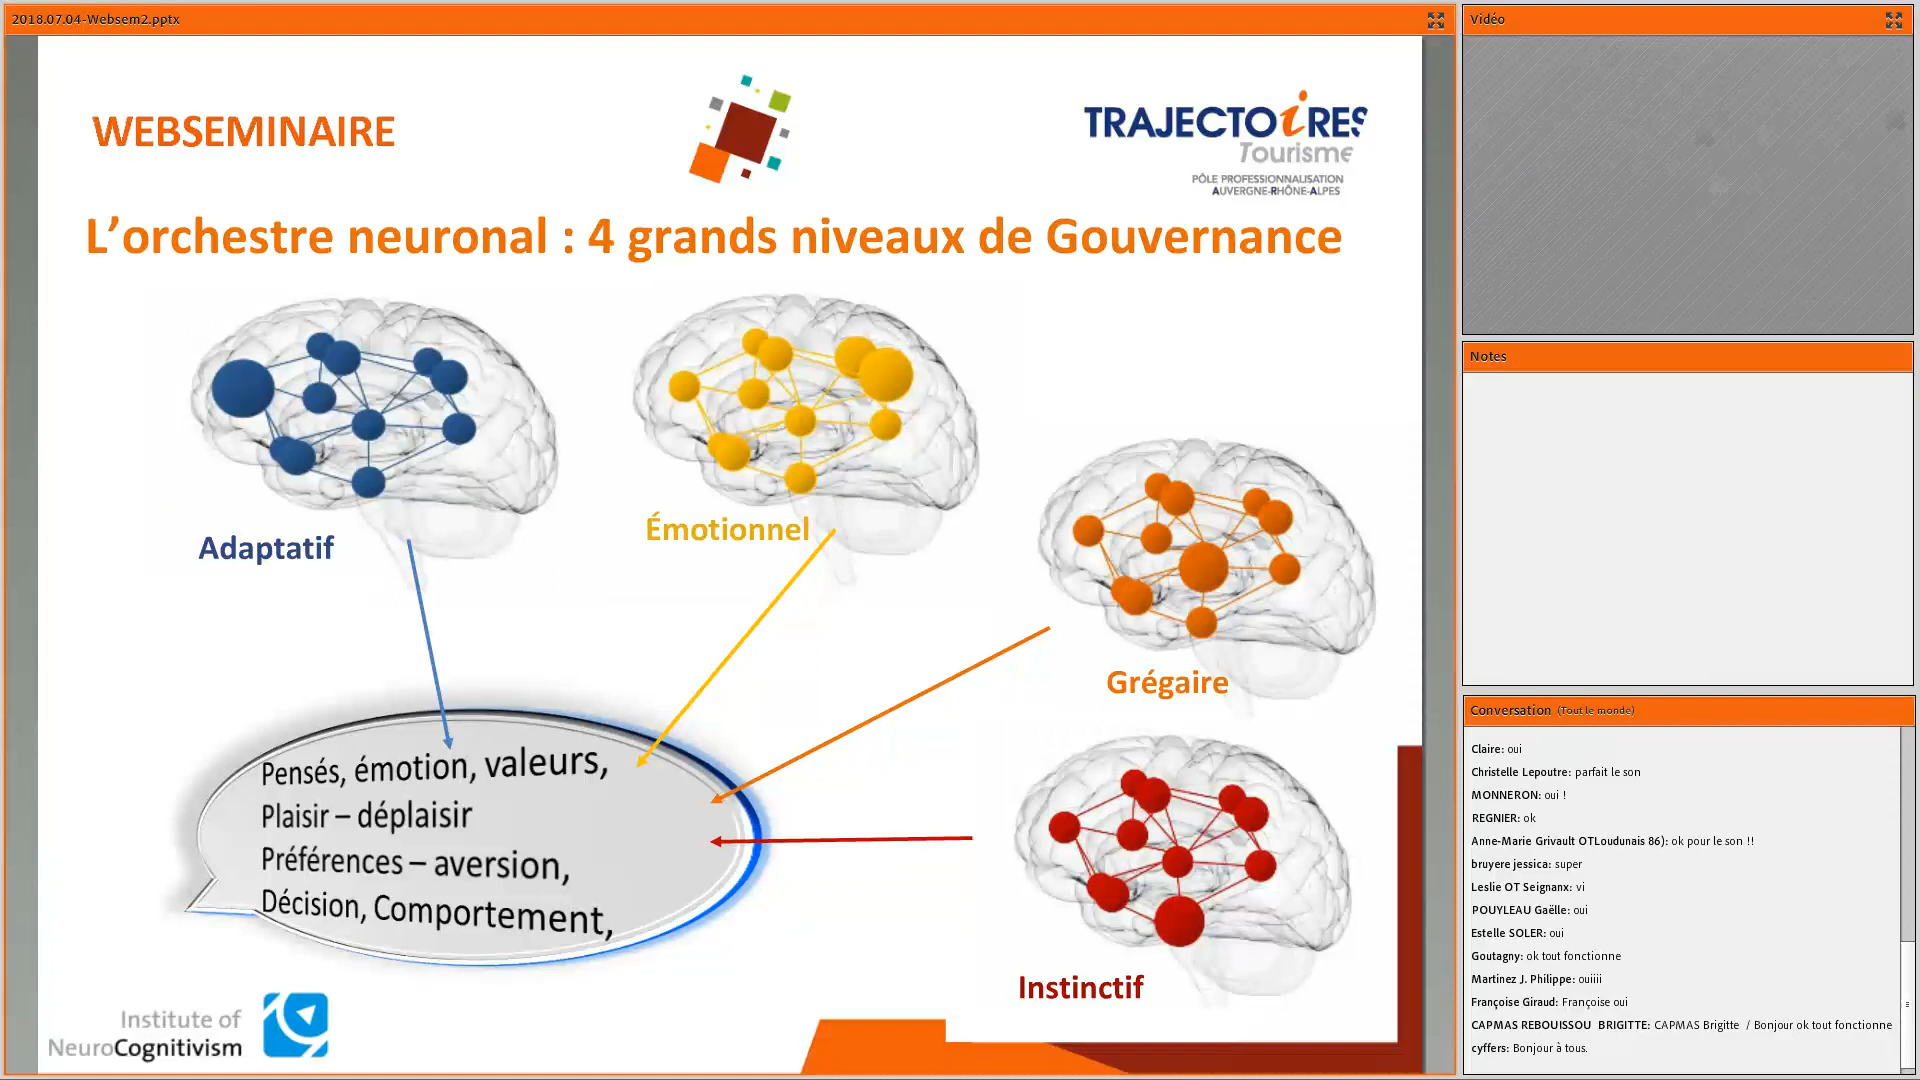 2018.07.04-Websem2.pptx
WEBSEMINAIRE
TRAJECTOiRES
Tourisme
PÔLE PROFESSIONNALISATION
AUVERGNE-RHÔNE-ALPES
L’orchestre neuronal : 4 grands niveaux de Gouvernance
Adaptatif
Émotionnel
Grégaire
Instinctif
Pensés, émotion, valeurs,
Plaisir – déplaisir
Préférences – aversion,
Décision, Comportement,
Institute of
NeuroCognitivism
Vidéo
Notes
Conversation (Tout le monde)
Claire: oui
Christelle Lepoutre: parfait le son
MONNERON: oui !
REGNIER: ok
Anne-Marie Grivault OTLoudunais 86): ok pour le son !!
bruyere jessica: super
Leslie OT Seignanx: vi
POUYLEAU Gaëlle: oui
Estelle SOLER: oui
Goutagny: ok tout fonctionne
Martinez J. Philippe: ouiiii
Françoise Giraud: Françoise oui
CAPMAS REBOUISSOU BRIGITTE: CAPMAS Brigitte / Bonjour ok tout fonctionne
cyffers: Bonjour à tous.